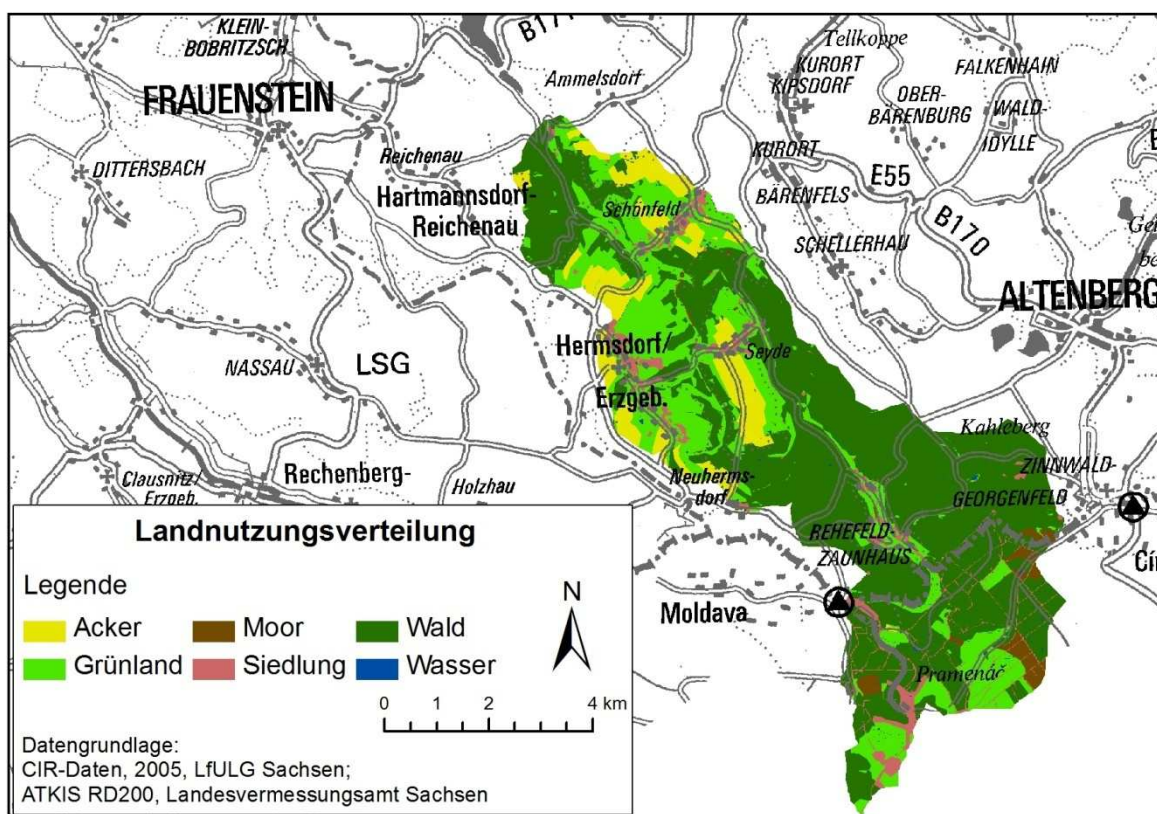 B171
KLEIN-
BOBRITZSCH
Tellkoppe
KURORT
KIPSDORF
FALKENHAIN
Ammelsdorf
FRAUENSTEIN
OBER-
BÄRENBURG
WALD-
IDYLLE
Reichenau
KURORT
BÄRENFELS
E55
DITTERSBACH
Hartmannsdorf-
Reichenau
Schönfeld
B170
SCHELLERHAU
ALTENBERG
Hermsdorf/
Erzgeb.
Seyde
NASSAU
LSG
Kahleberg
ZINNWALD-
GEORGENFELD
Clausnitz/
Erzgeb.
Rechenberg-
Holzhau
Neuherms-
dorf
REHEFELD-
ZAUNHAUS
Moldava
Pramenáč
Landnutzungsverteilung
Legende
N
Acker Moor Wald
Grünland Siedlung Wasser
0 1 2 4 km
Datengrundlage:
CIR-Daten, 2005, LfULG Sachsen;
ATKIS RD200, Landesvermessungsamt Sachsen